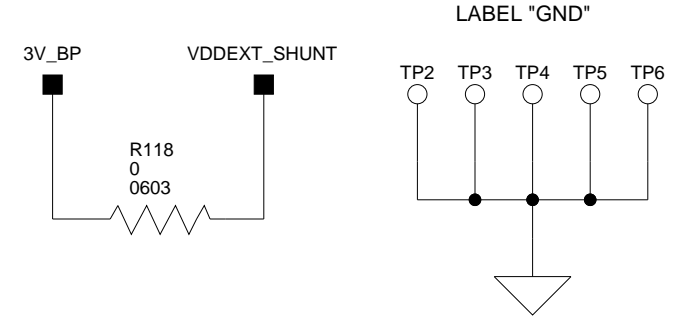 LABEL "GND"
3V_BP
VDDEXT_SHUNT
TP2 TP3 TP4 TP5 TP6
R118
0
0603